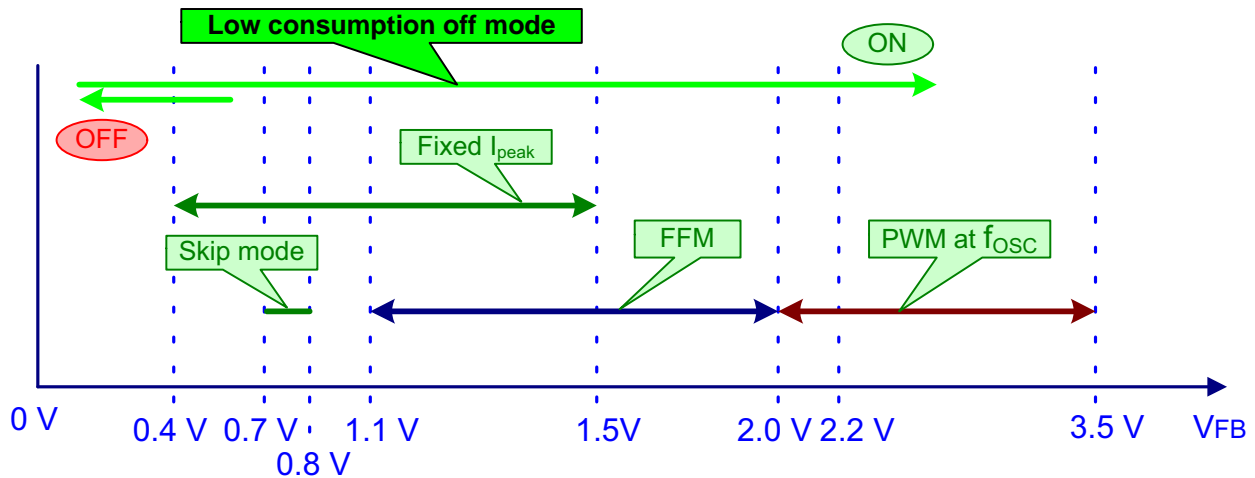 Low consumption off mode
ON
OFF
Fixed Ipeak
Skip mode
FFM
PWM at fOSC
0 V
0.4 V
0.7 V
0.8 V
1.1 V
1.5V
2.0 V
2.2 V
3.5 V
VFB